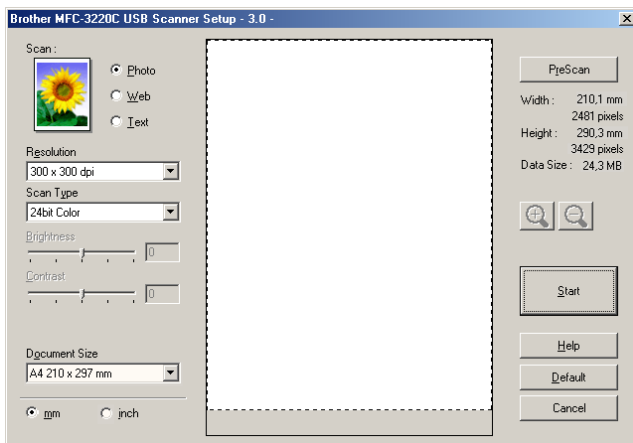 Brother MFC-3220C USB Scanner Setup - 3.0 -
Scan :
Photo
Web
Text
Resolution
300 x 300 dpi
Scan Type
24bit Color
Brightness
0
Contrast
0
Document Size
A4 210 x 297 mm
mm inch
PreScan
Width : 210,1 mm
2481 pixels
Height : 290,3 mm
3429 pixels
Data Size : 24,3 MB
Start
Help
Default
Cancel